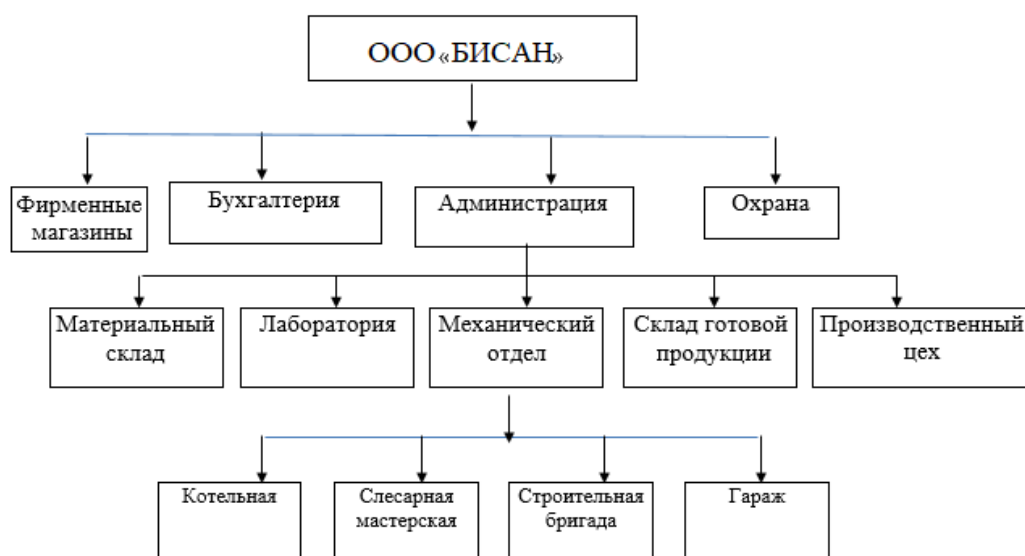 ООО «БИСАН»
Фирменные
магазины
Бухгалтерия
Администрация
Охрана
Материальный
склад
Лаборатория
Механический
отдел
Склад готовой
продукции
Производственный
цех
Котельная
Слесарная
мастерская
Строительная
бригада
Гараж